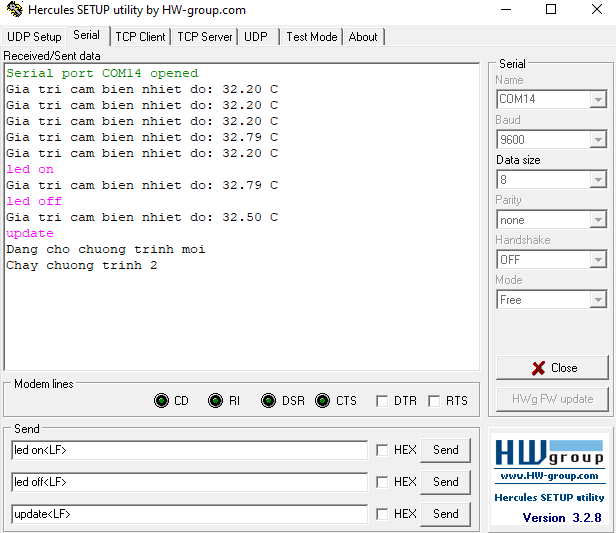 Hercules SETUP utility by HW-group.com
UDP Setup Serial TCP Client TCP Server UDP Test Mode About
Received/Sent data
Serial port COM14 opened
Gia tri cam bien nhiet do: 32.20 C
Gia tri cam bien nhiet do: 32.20 C
Gia tri cam bien nhiet do: 32.20 C
Gia tri cam bien nhiet do: 32.79 C
Gia tri cam bien nhiet do: 32.20 C
led on
Gia tri cam bien nhiet do: 32.79 C
led off
Gia tri cam bien nhiet do: 32.50 C
update
Dang cho chuong trinh moi
Chay chuong trinh 2
Serial
Name
COM14
Baud
9600
Data size
8
Parity
none
Handshake
OFF
Mode
Free
Close
HWg FW update
Modem lines
CD RI DSR CTS DTR RTS
Send
led on<LF> HEX Send
led off<LF> HEX Send
update<LF> HEX Send
HW group
www.HW-group.com
Hercules SETUP utility
Version 3.2.8